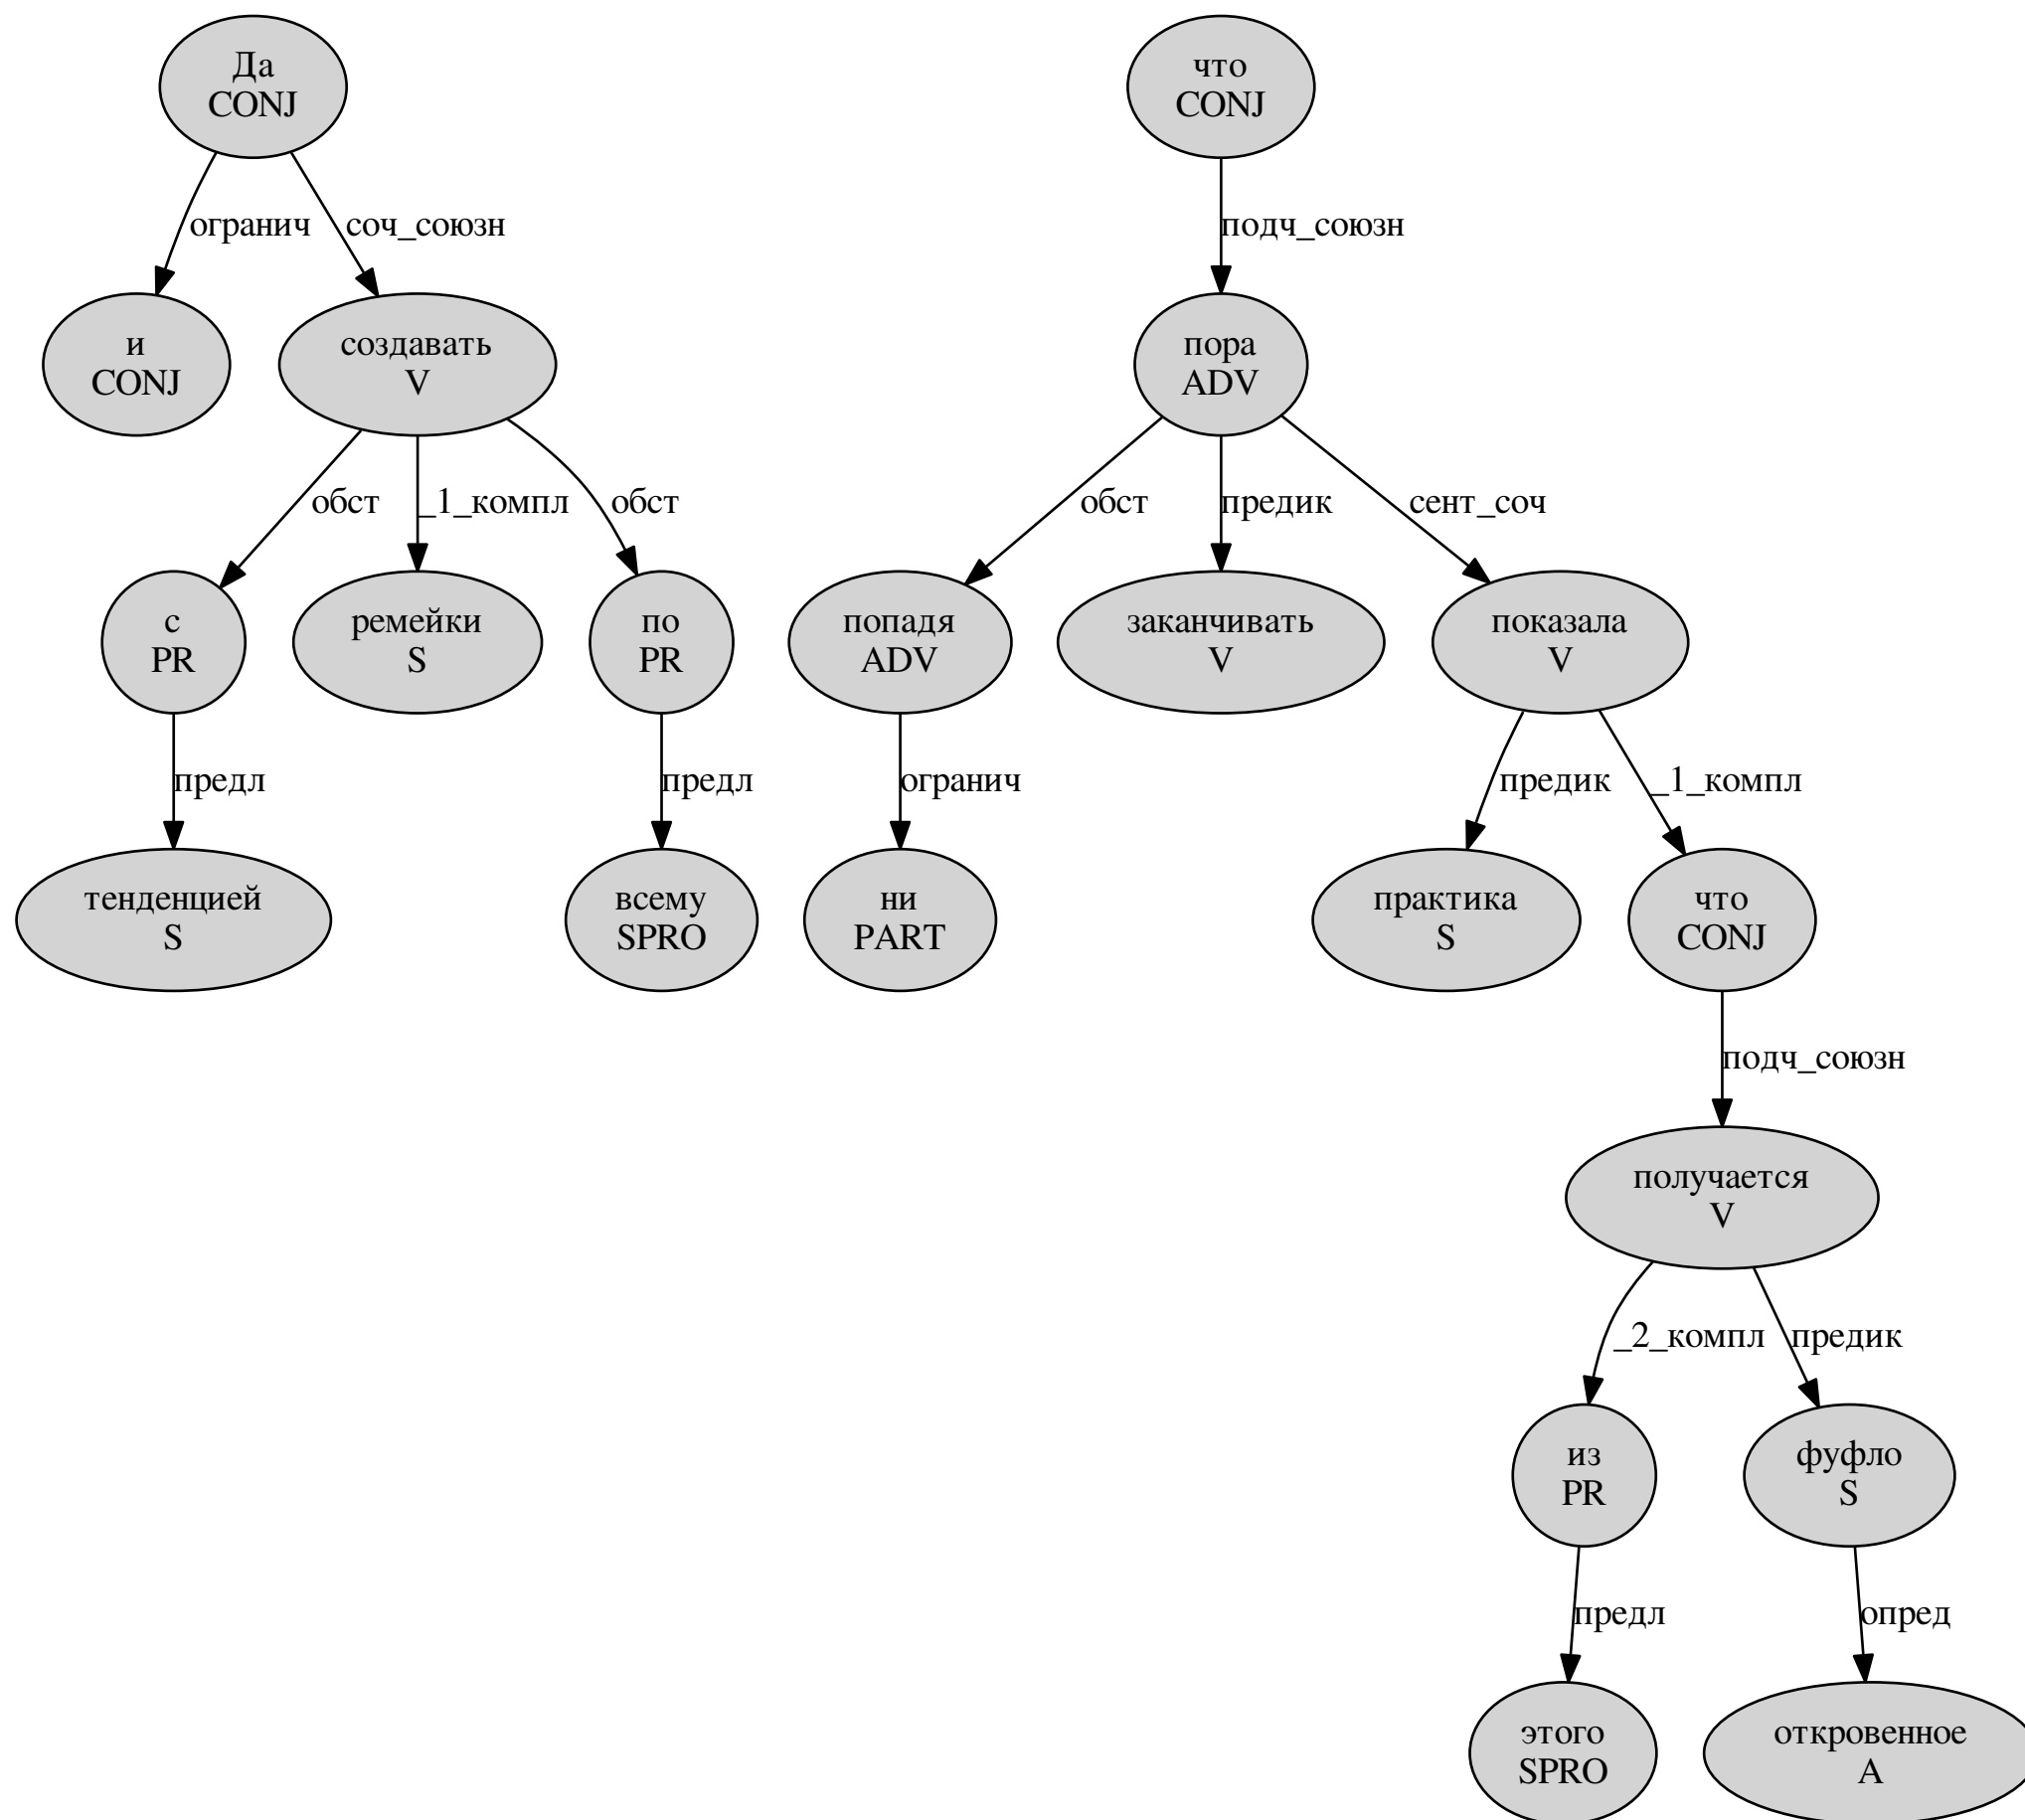 Да
CONJ
что
CONJ
огранич
соч_союзн
подч_союзн
и
CONJ
создавать
V
пора
ADV
обст
_1_компл
обст
обст
предик
сент_соч
с
PR
ремейки
S
по
PR
попадя
ADV
заканчивать
V
показала
V
предл
предл
огранич
предик
_1_компл
тенденцией
S
всему
SPRO
ни
PART
практика
S
что
CONJ
подч_союзн
получается
V
_2_компл
предик
из
PR
фуфло
S
предл
опред
этого
SPRO
откровенное
A